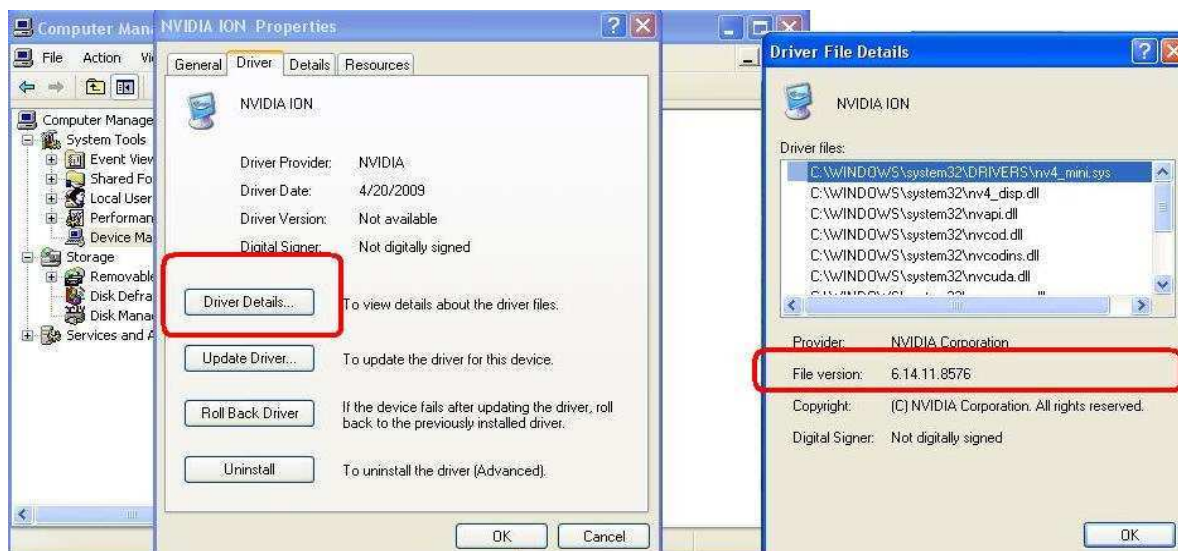 Computer Mana
File Action Vi
Computer Manage
System Tools
Event View
Shared Fo
Local User
Performan
Device Ma
Storage
Removable
Disk Defra
Disk Mana
Services and A
NVIDIA ION Properties
General Driver Details Resources
NVIDIA ION
Driver Provider: NVIDIA
Driver Date: 4/20/2009
Driver Version: Not available
Digital Signer: Not digitally signed
Driver Details... To view details about the driver files.
Update Driver... To update the driver for this device.
Roll Back Driver If the device fails after updating the driver, roll
back to the previously installed driver.
Uninstall To uninstall the driver (Advanced).
OK Cancel
Driver File Details
NVIDIA ION
Driver files:
C:\WINDOWS\system32\DRIVERS\nv4_mini.sys
C:\WINDOWS\system32\nv4_disp.dll
C:\WINDOWS\system32\nvapi.dll
C:\WINDOWS\system32\nvcod.dll
C:\WINDOWS\system32\nvcodins.dll
C:\WINDOWS\system32\nvcuda.dll
Provider: NVIDIA Corporation
File version: 6.14.11.8576
Copyright: (C) NVIDIA Corporation. All rights reserved.
Digital Signer: Not digitally signed
OK